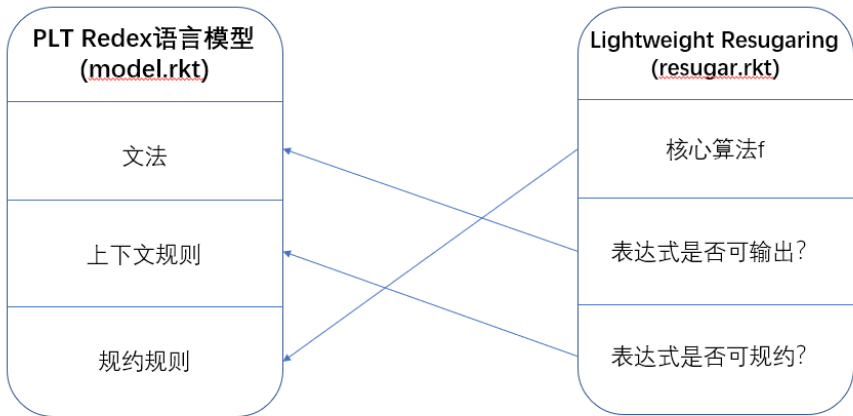 PLT Redex语言模型
(model.rkt)
文法
上下文规则
规约规则
Lightweight Resugaring
(resugar.rkt)
核心算法f
表达式是否可输出?
表达式是否可规约?